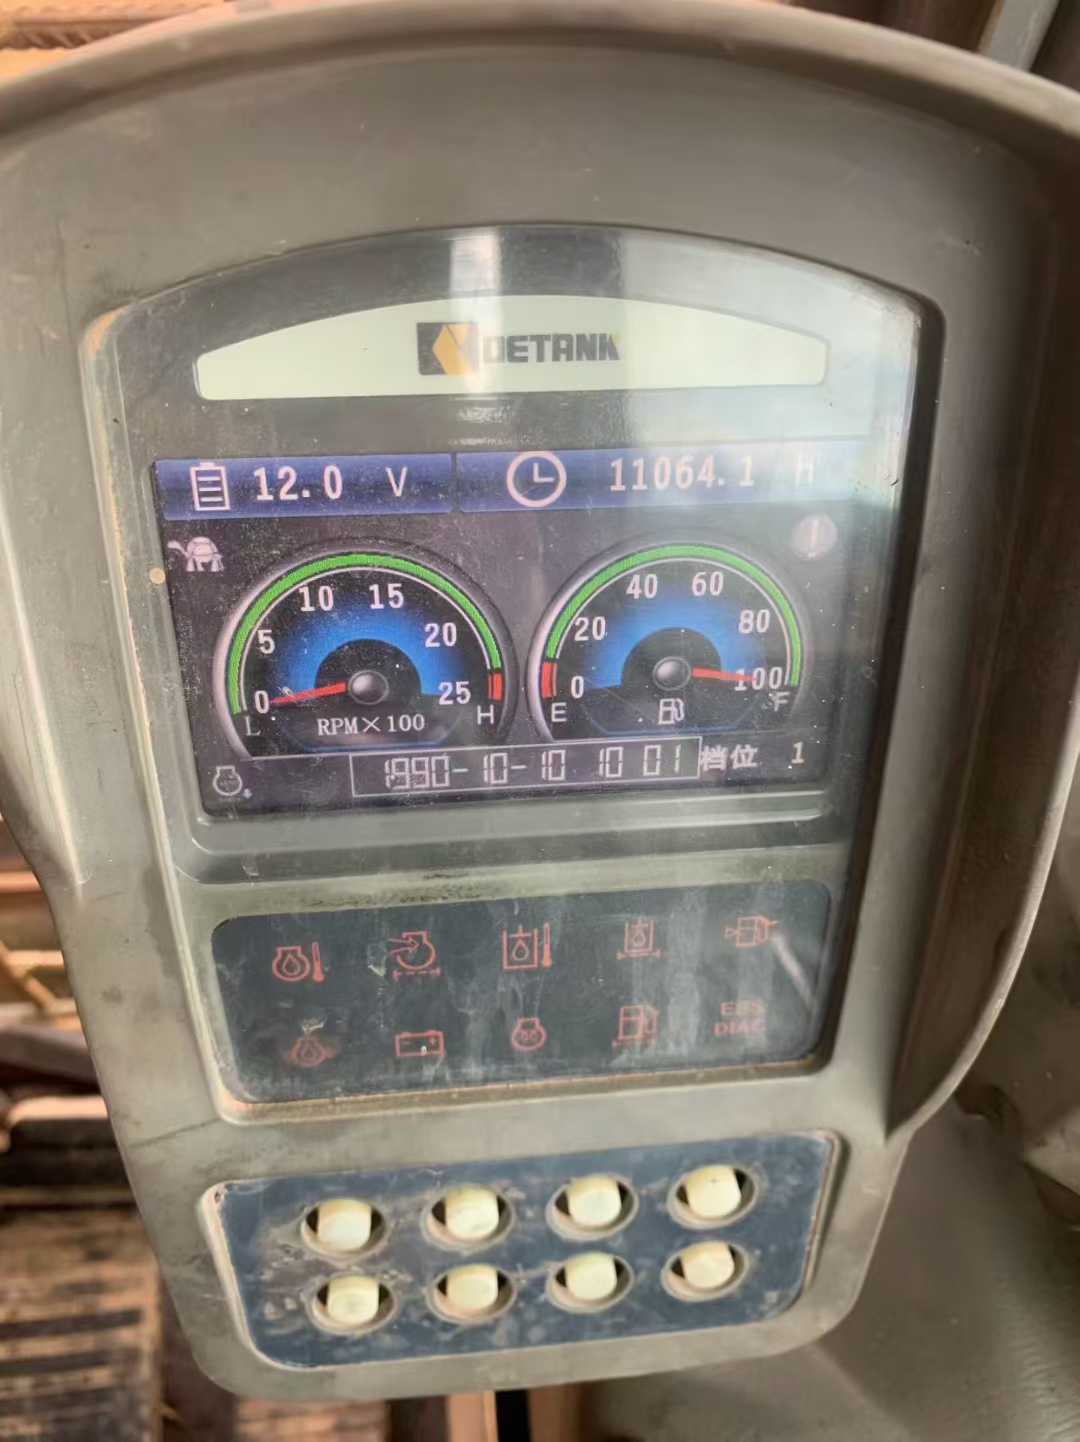 DETANK
12.0 V
11064.1 H
0 5 10 15 20 25
L H
RPM×100
0 20 40 60 80 100
E F
1990-10-10 10 01
档位 1
DIAG